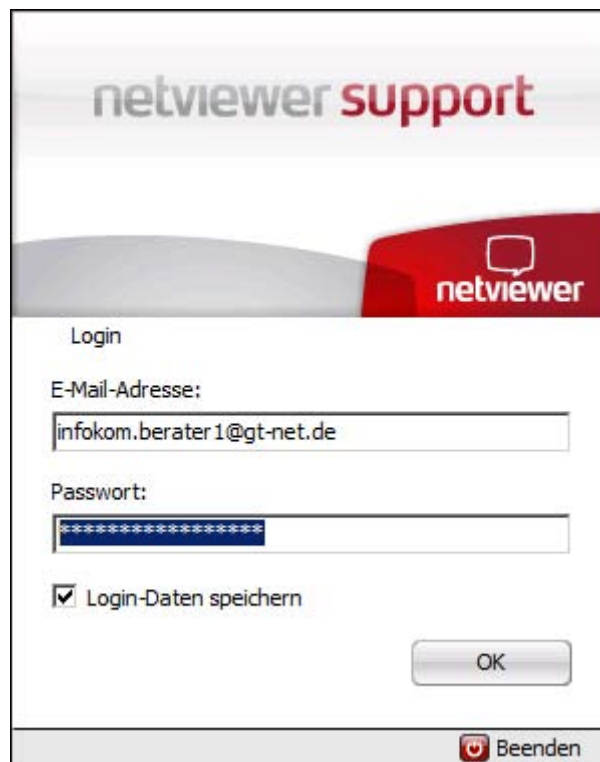 netviewer support
netviewer
Login
E-Mail-Adresse:
infokom.berater1@gt-net.de
Passwort:
*****************
Login-Daten speichern
OK
Beenden